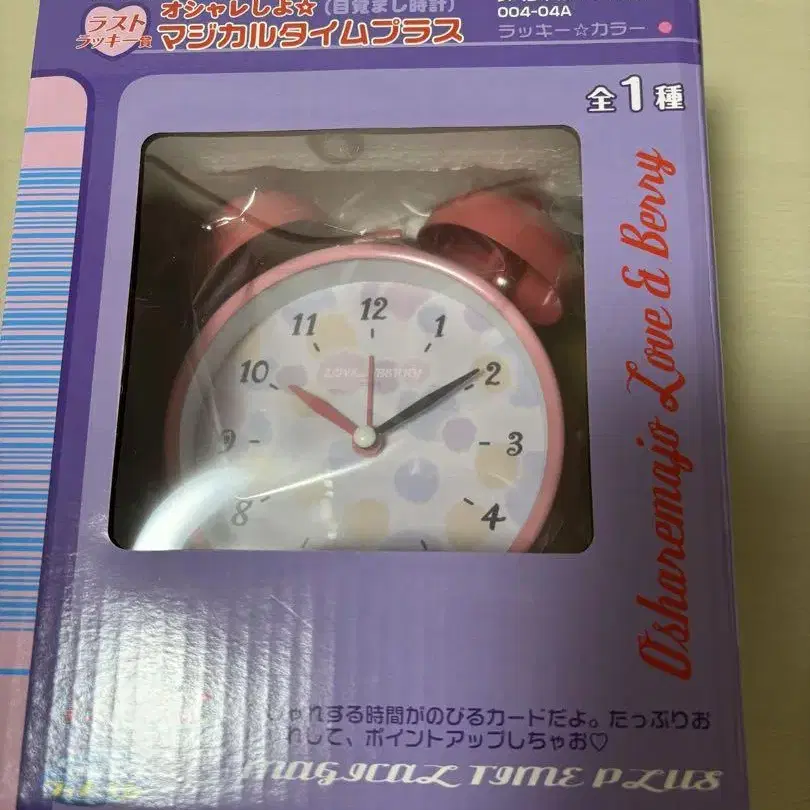 ラスト
ラッキー賞
オシャレしよ☆(目覚まし時計)
マジカルタイムプラス
004-04A
ラッキー☆カラー
全1種
Osharemajo Love & Berry
12
11
1
10
2
LOVE and BERRY
9
3
8
4
しゃれする時間がのびるカードだよ。たっぷりお
れして、ポイントアップしちゃお♡
MAGICAL TIME PLUS